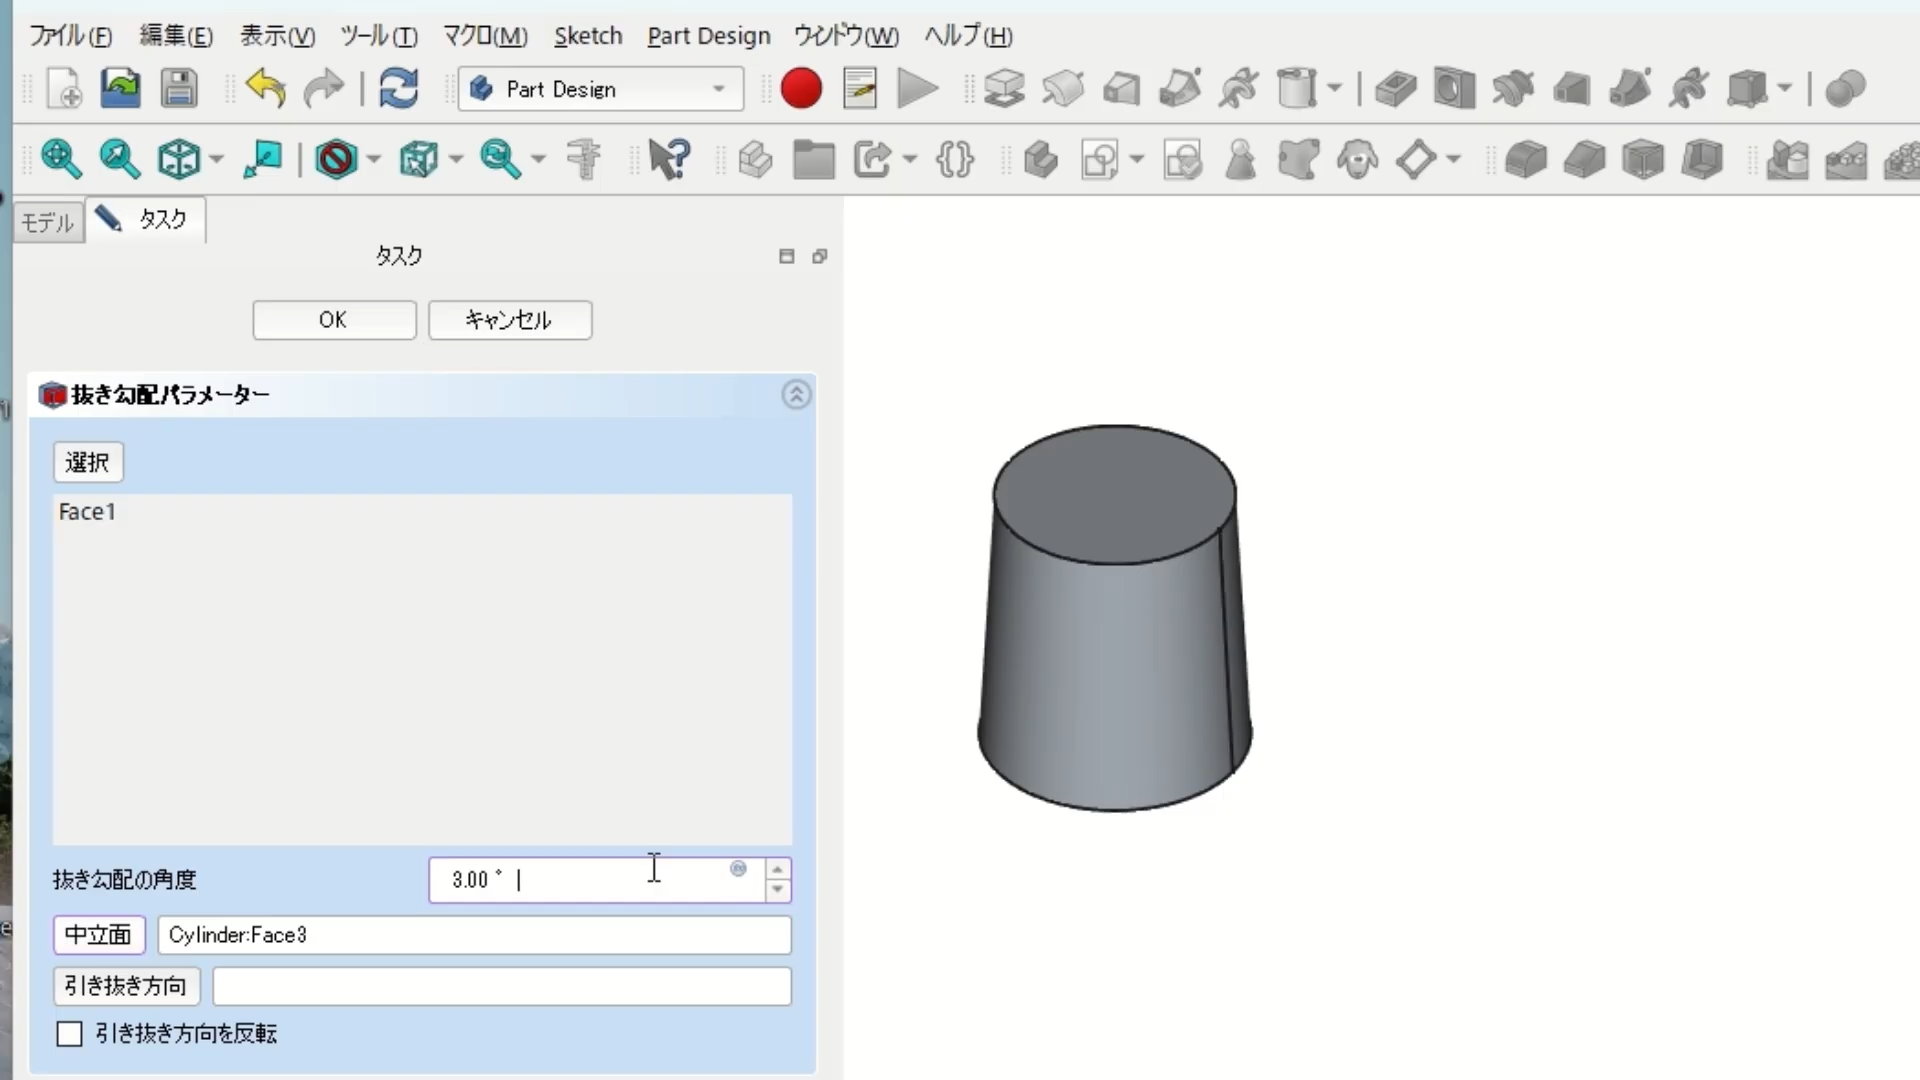 ファイル(F) 編集(E) 表示(V) ツール(T) マクロ(M) Sketch Part Design ウィンドウ(W) ヘルプ(H)
Part Design
モデル タスク
タスク
OK キャンセル
抜き勾配パラメーター
選択
Face1
抜き勾配の角度 3.00 °
中立面 Cylinder:Face3
引き抜き方向
引き抜き方向を反転